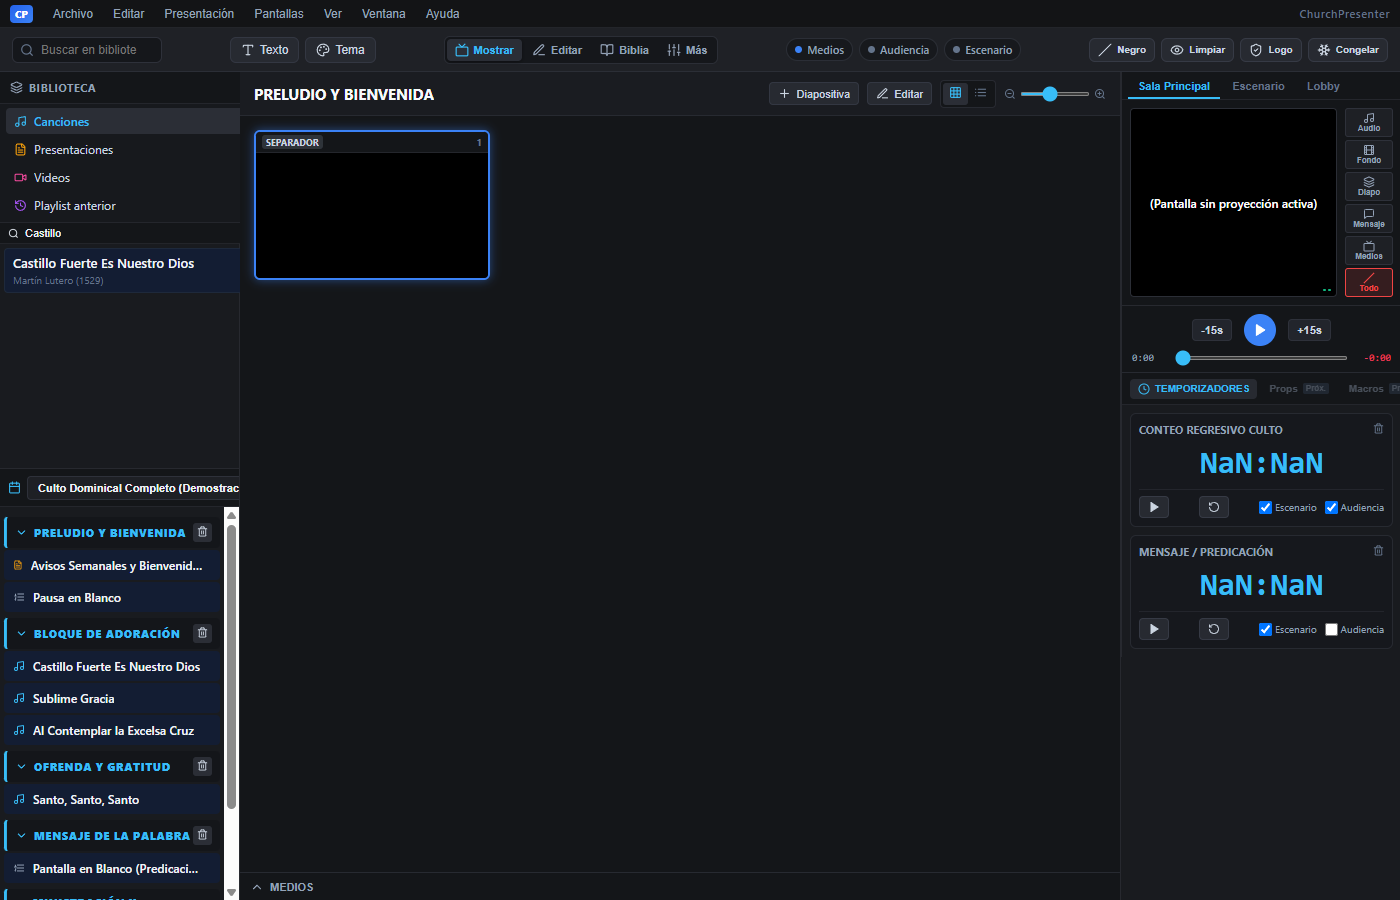 CP Archivo Editar Presentación Pantallas Ver Ventana Ayuda ChurchPresenter
Buscar en bibliote Texto Tema Mostrar Editar Biblia Más Medios Audiencia Escenario Negro Limpiar Logo Congelar
BIBLIOTECA
Canciones
Presentaciones
Videos
Playlist anterior
Castillo
Castillo Fuerte Es Nuestro Dios
Martín Lutero (1529)
Culto Dominical Completo (Demostrac
PRELUDIO Y BIENVENIDA
Avisos Semanales y Bienvenid...
Pausa en Blanco
BLOQUE DE ADORACIÓN
Castillo Fuerte Es Nuestro Dios
Sublime Gracia
Al Contemplar la Excelsa Cruz
OFRENDA Y GRATITUD
Santo, Santo, Santo
MENSAJE DE LA PALABRA
Pantalla en Blanco (Predicaci...
PRELUDIO Y BIENVENIDA Diapositiva Editar
SEPARADOR 1
MEDIOS
Sala Principal Escenario Lobby
(Pantalla sin proyección activa)
--
Audio
Fondo
Diapo
Mensaje
Medios
Todo
-15s +15s
0:00 -0:00
TEMPORIZADORES Props Próx. Macros Pr
CONTEO REGRESIVO CULTO
NaN:NaN
Escenario Audiencia
MENSAJE / PREDICACIÓN
NaN:NaN
Escenario Audiencia